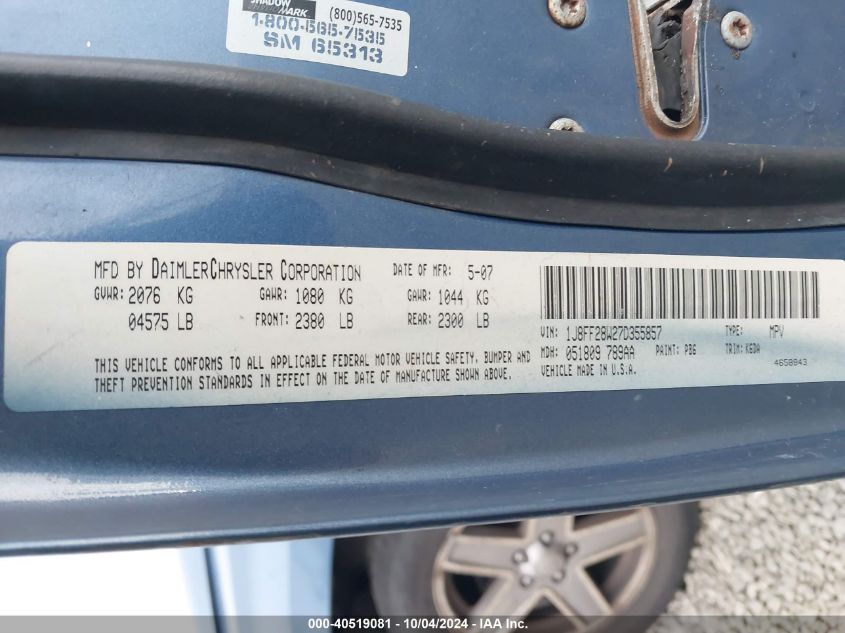 SHADOW
MARK
(800)565-7535
1-800-565-7535
SM 65313
MFD BY DAIMLERCHRYSLER CORPORATION DATE OF MFR: 5-07
GVWR: 2076 KG GAWR: 1080 KG GAWR: 1044 KG
04575 LB FRONT: 2380 LB REAR: 2300 LB
THIS VEHICLE CONFORMS TO ALL APPLICABLE FEDERAL MOTOR VEHICLE SAFETY, BUMPER AND
THEFT PREVENTION STANDARDS IN EFFECT ON THE DATE OF MANUFACTURE SHOWN ABOVE.
VIN: 1J8FF28W27D355857 TYPE: MPV
MDH: 051809 789AA PAINT: PB6 TRIM: K6DA
VEHICLE MADE IN U.S.A. 4658943
000-40519081 - 10/04/2024 - IAA Inc.